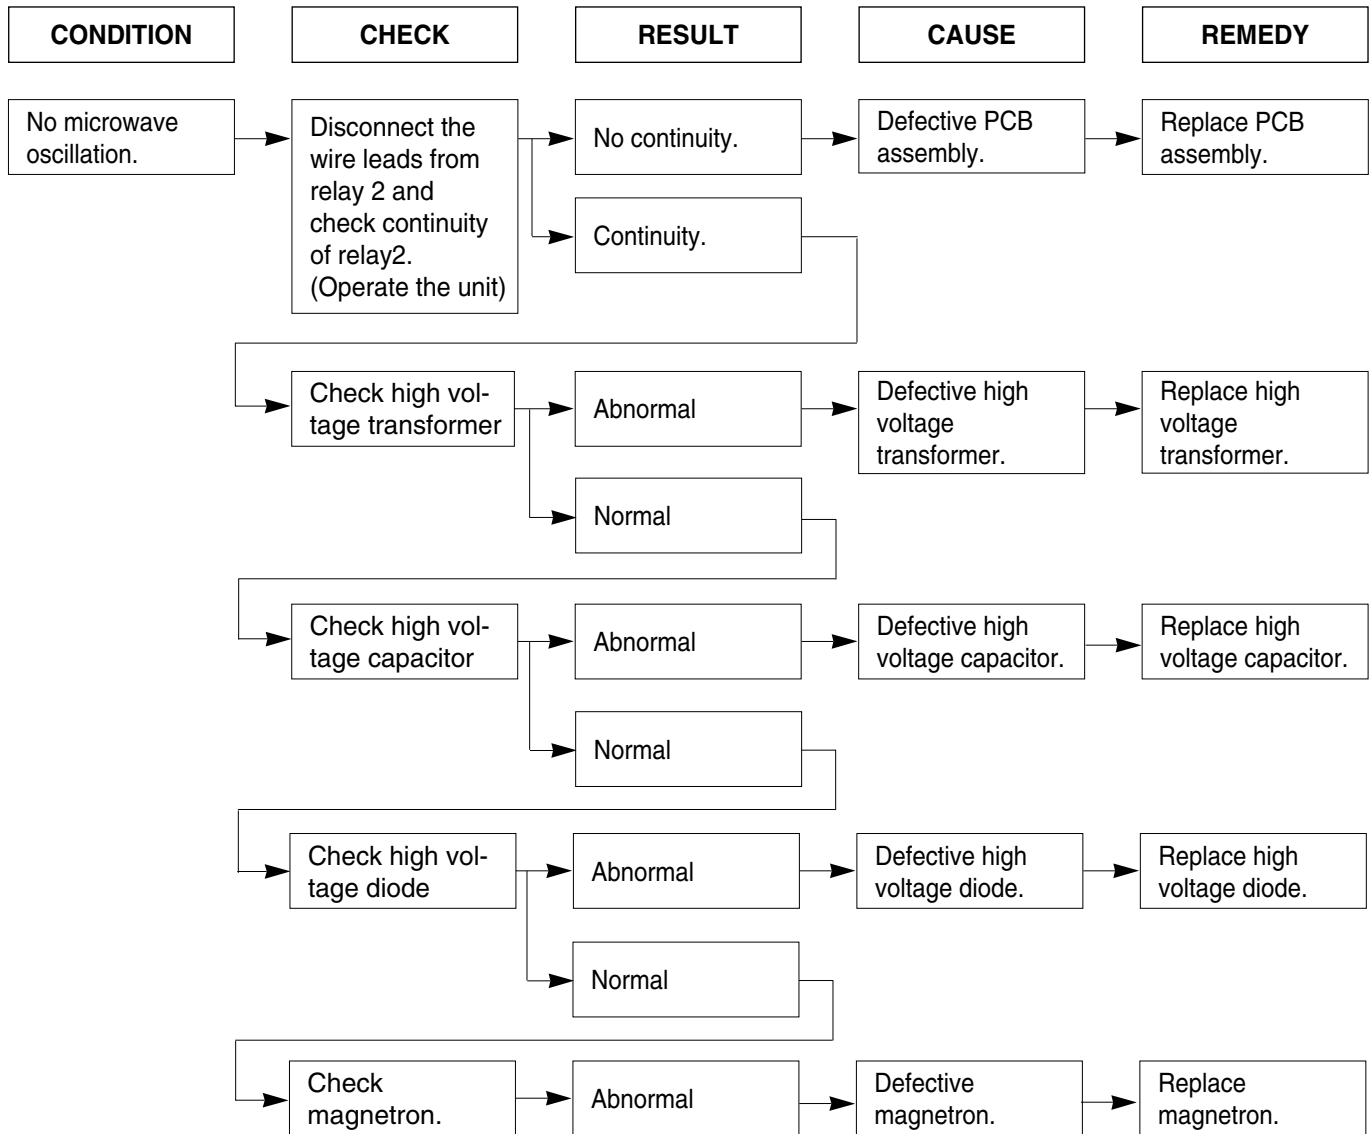 CONDITION
CHECK
RESULT
CAUSE
REMEDY
No microwave
oscillation.
Disconnect the
wire leads from
relay 2 and
check continuity
of relay2.
(Operate the unit)
No continuity.
Defective PCB
assembly.
Replace PCB
assembly.
Continuity.
Check high vol-
tage transformer
Abnormal
Defective high
voltage
transformer.
Replace high
voltage
transformer.
Normal
Check high vol-
tage capacitor
Abnormal
Defective high
voltage capacitor.
Replace high
voltage capacitor.
Normal
Check high vol-
tage diode
Abnormal
Defective high
voltage diode.
Replace high
voltage diode.
Normal
Check
magnetron.
Abnormal
Defective
magnetron.
Replace
magnetron.